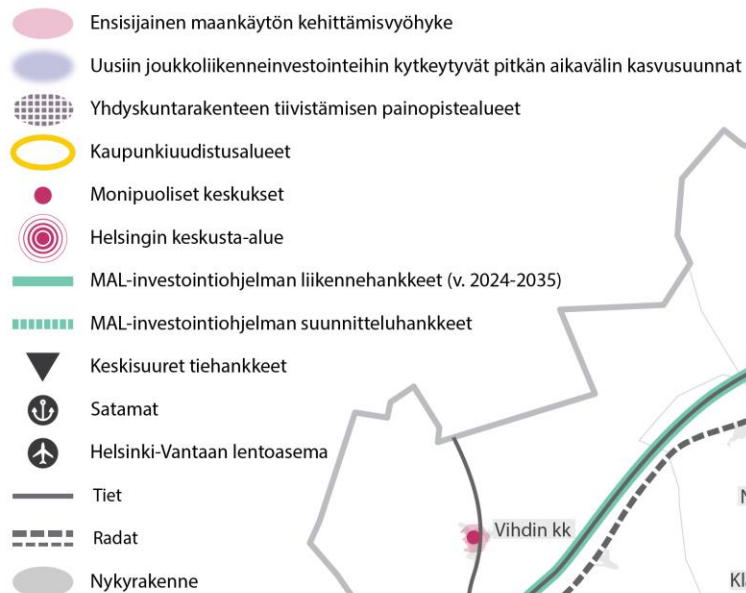 Ensisijainen maankäytön kehittämisvyöhyke
Uusiin joukkoliikenneinvestointeihin kytkeytyvät pitkän aikavälin kasvusuunnat
Yhdyskuntarakenteen tiivistämisen painopistealueet
Kaupunkiuudistusalueet
Monipuoliset keskukset
Helsingin keskusta-alue
MAL-investointiohjelman liikennehankkeet (v. 2024-2035)
MAL-investointiohjelman suunnitteluhankkeet
Keskisuuret tiehankkeet
Satamat
Helsinki-Vantaan lentoasema
Tiet
Radat
Nykyrakenne
Vihdin kk